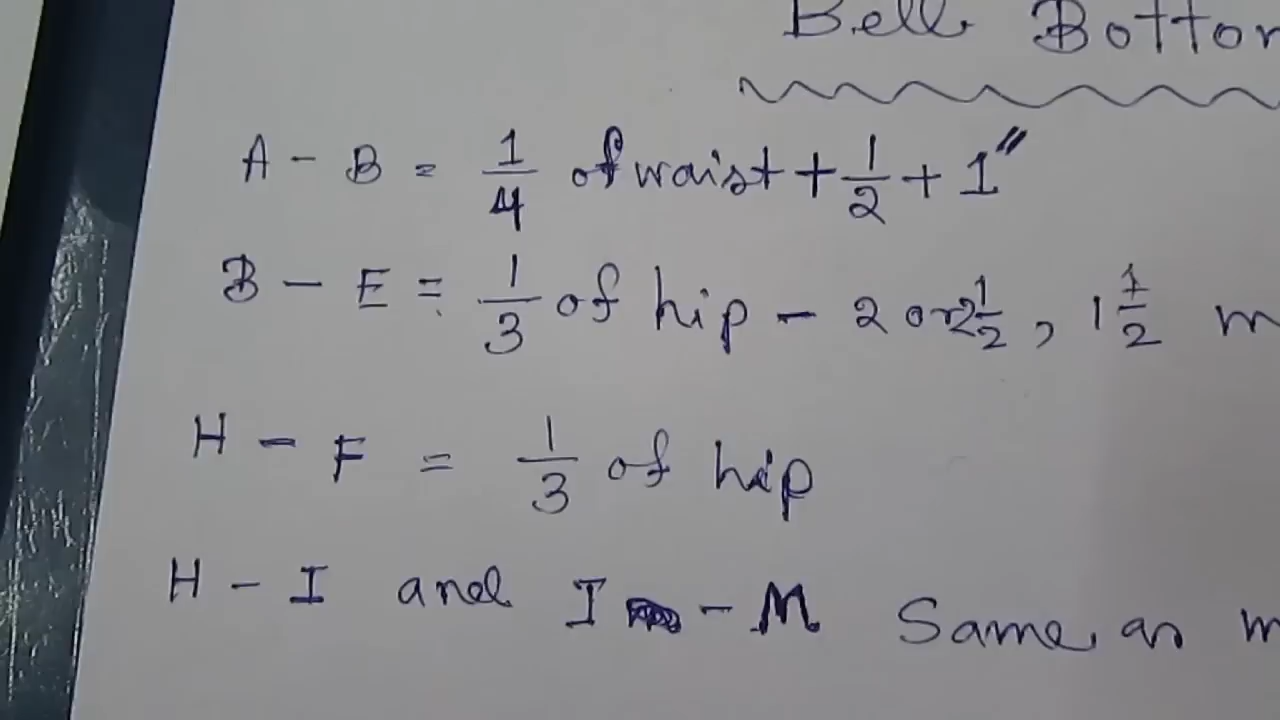 Bell Bottom
A - B = 1/4 of waist + 1/2 + 1"
B - E = 1/3 of hip - 2 or 2 1/2, 1 1/2 m
H - F = 1/3 of hip
H - I and I - M Same as m